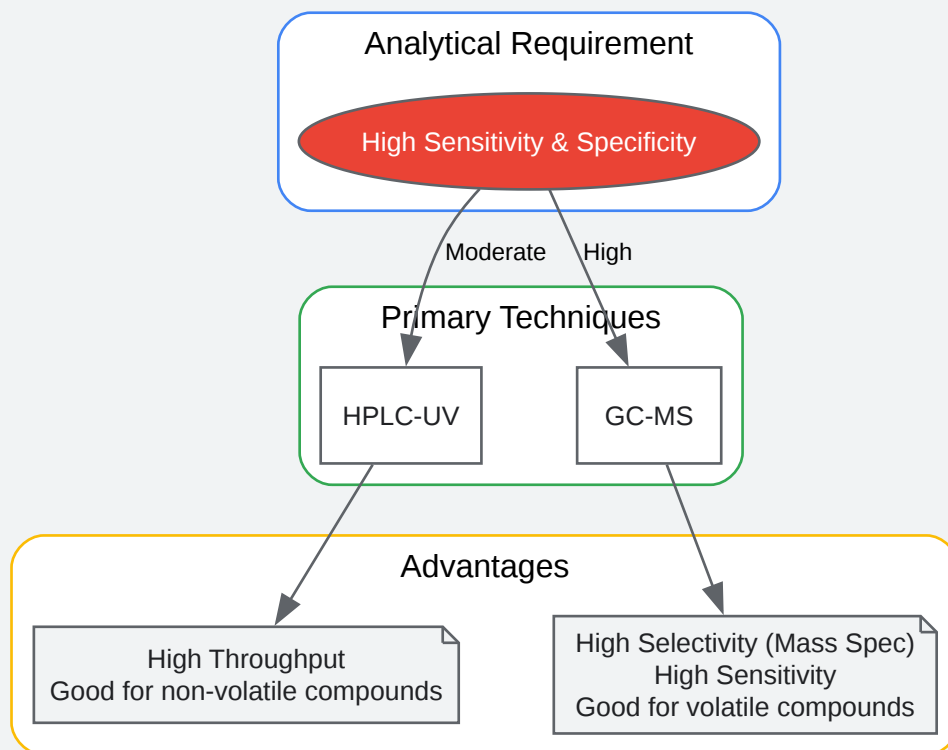 Analytical Requirement
High Sensitivity & Specificity
Moderate
High
Primary Techniques
HPLC-UV
GC-MS
Advantages
High Throughput
Good for non-volatile compounds
High Selectivity (Mass Spec)
High Sensitivity
Good for volatile compounds